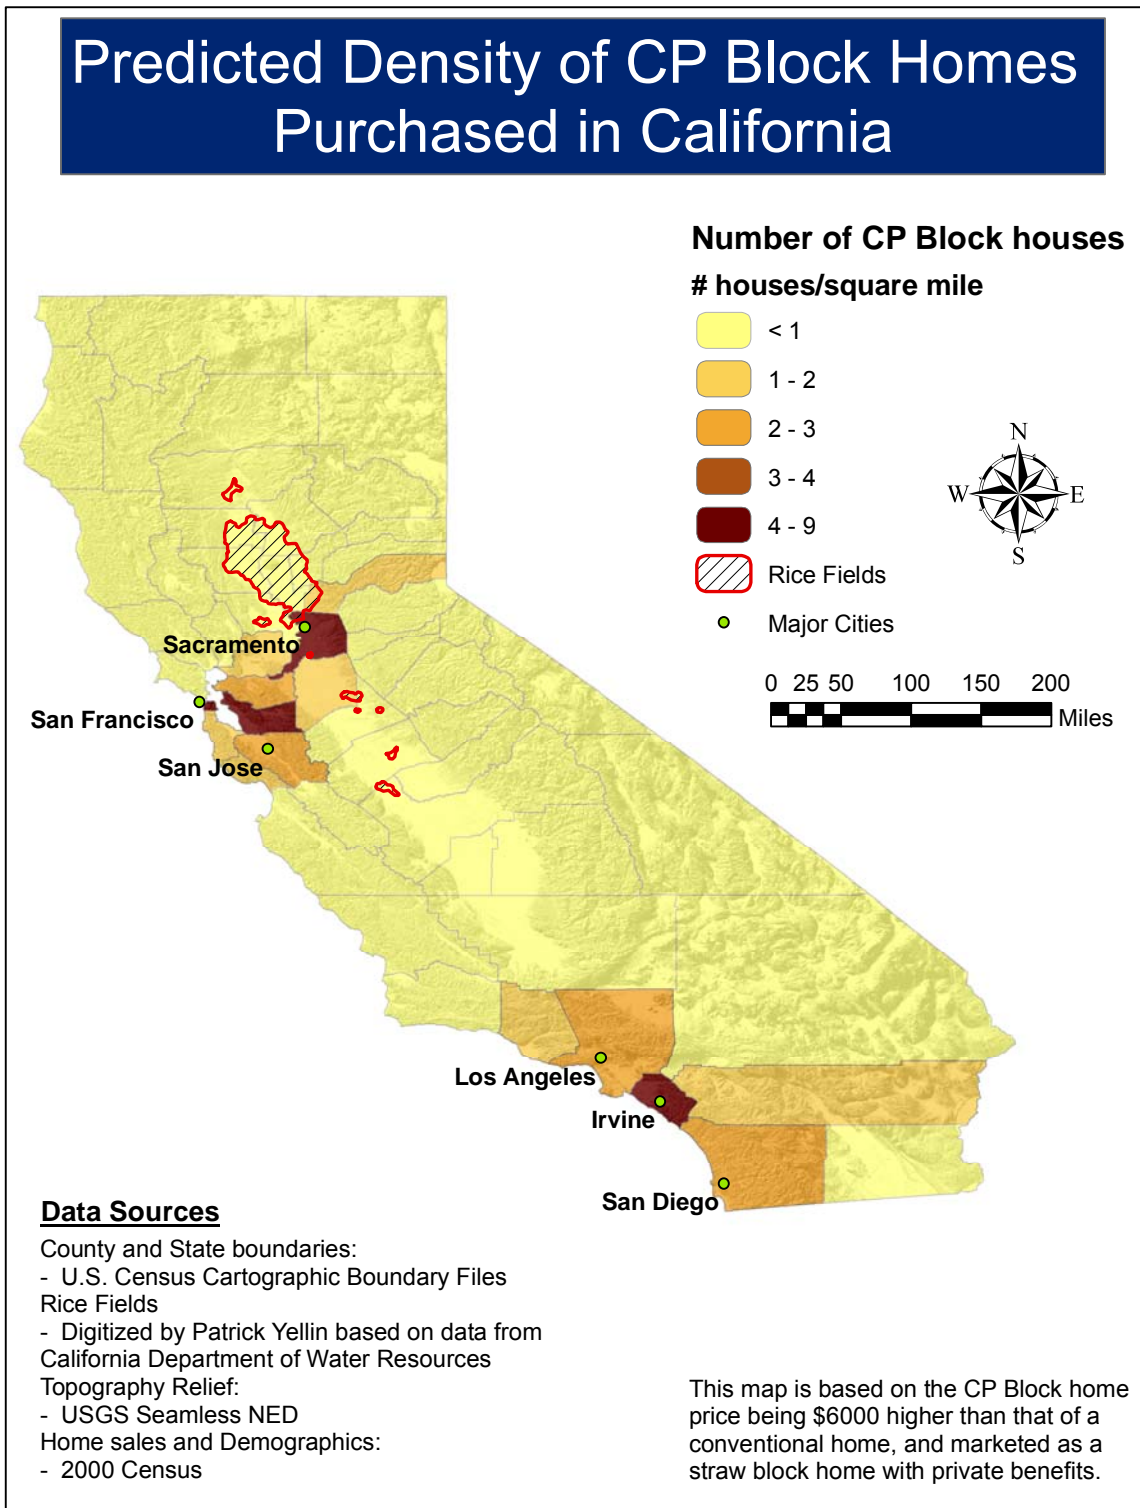 Predicted Density of CP Block Homes
Purchased in California
Number of CP Block houses
# houses/square mile
< 1
1 - 2
2 - 3
3 - 4
4 - 9
Rice Fields
Major Cities
N
W
E
S
0 25 50 100 150 200
Miles
Sacramento
San Francisco
San Jose
Los Angeles
Irvine
San Diego
Data Sources
County and State boundaries:
- U.S. Census Cartographic Boundary Files
Rice Fields
- Digitized by Patrick Yellin based on data from
California Department of Water Resources
Topography Relief:
- USGS Seamless NED
Home sales and Demographics:
- 2000 Census
This map is based on the CP Block home
price being $6000 higher than that of a
conventional home, and marketed as a
straw block home with private benefits.